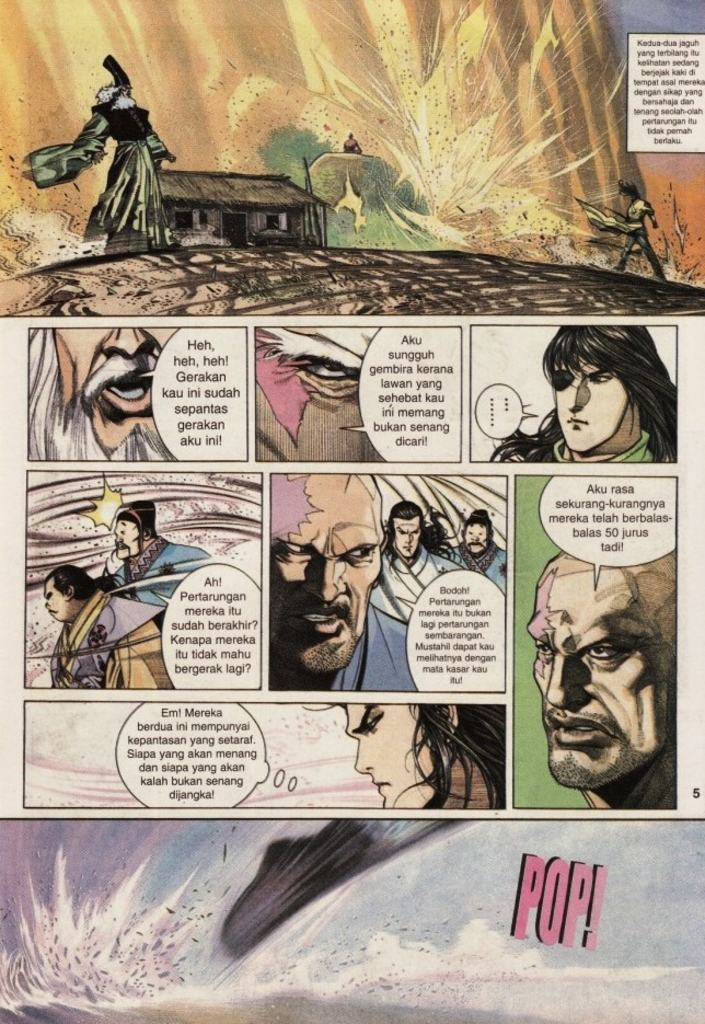 Kedua-dua jaguh
yang terbilang itu
kelihatan sedang
berjejak kaki di
tempat asal mereka
dengan sikap yang
bersahaja dan
tenang seolah-olah
pertarungan itu
tidak pernah
berlaku.
Heh,
heh, heh!
Gerakan
kau ini sudah
sepantas
gerakan
aku ini!
Aku
sungguh
gembira kerana
lawan yang
sehebat kau
ini memang
bukan senang
dicari!
Ah!
Pertarungan
mereka itu
sudah berakhir?
Kenapa mereka
itu tidak mahu
bergerak lagi?
Bodoh!
Pertarungan
mereka itu bukan
lagi pertarungan
sembarangan.
Mustahil dapat kau
melihatnya dengan
mata kasar kau
itu!
Aku rasa
sekurang-kurangnya
mereka telah berbalas-
balas 50 jurus
tadi!
Em! Mereka
berdua ini mempunyai
kepantasan yang setaraf.
Siapa yang akan menang
dan siapa yang akan
kalah bukan senang
dijangka!
5
POP!